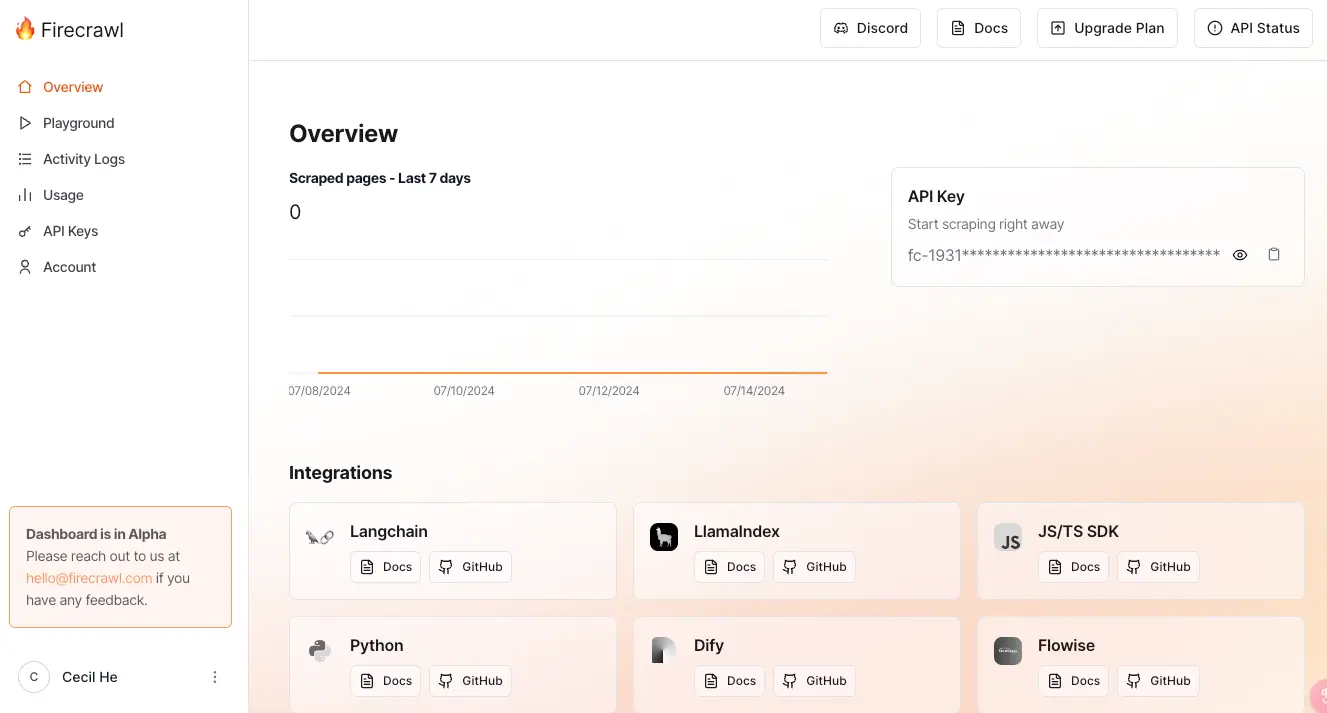 Firecrawl
Discord
Docs
Upgrade Plan
API Status
Overview
Playground
Activity Logs
Usage
API Keys
Account
Overview
Scraped pages - Last 7 days
0
07/08/2024
07/10/2024
07/12/2024
07/14/2024
API Key
Start scraping right away
fc-1931**********************************
Integrations
Langchain
Docs
GitHub
LlamaIndex
Docs
GitHub
JS
JS/TS SDK
Docs
GitHub
Python
Docs
GitHub
Dify
Docs
GitHub
Flowise
Docs
GitHub
Dashboard is in Alpha
Please reach out to us at
hello@firecrawl.com if you
have any feedback.
C
Cecil He